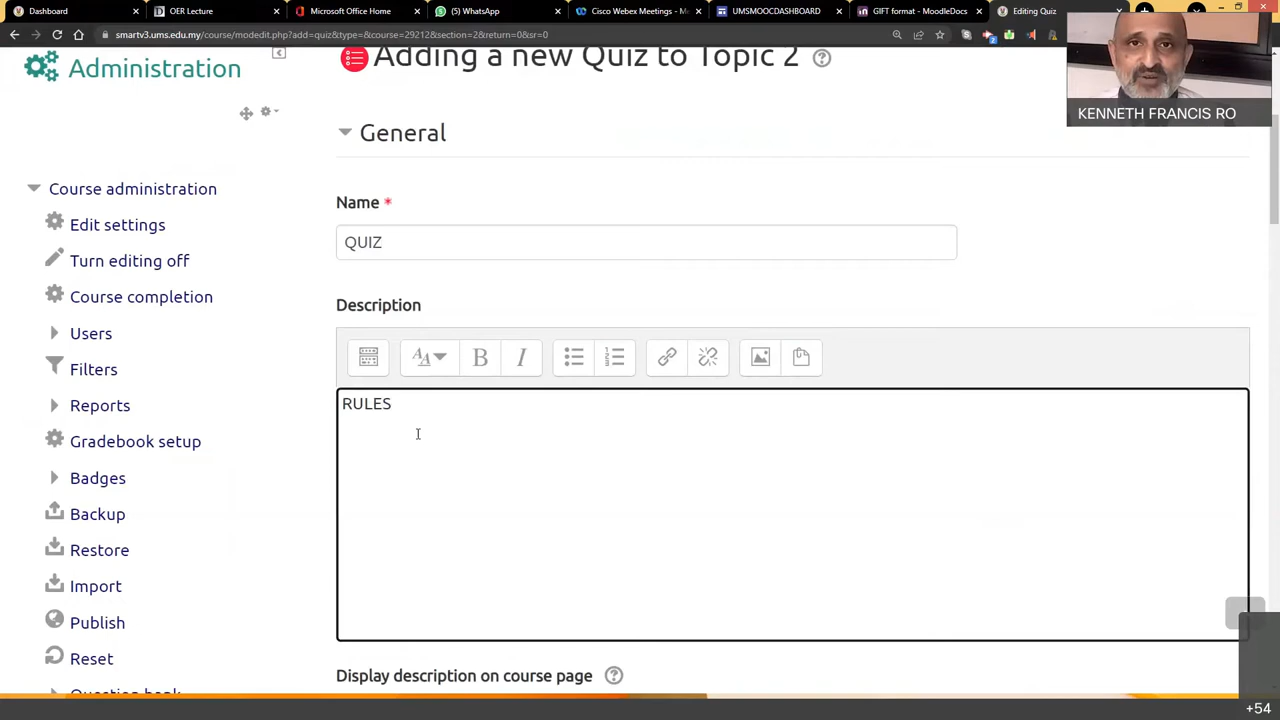 Dashboard
OER Lecture
Microsoft Office Home
(5) WhatsApp
Cisco Webex Meetings - M
UMSMOOCDASHBOARD
GIFT format - MoodleDocs
Editing Quiz
smartv3.ums.edu.my/course/modedit.php?add=quiz&type=&course=29212&section=2&return=0&sr=0
Administration
Adding a new Quiz to Topic 2
KENNETH FRANCIS RO
General
Course administration
Name *
Edit settings
QUIZ
Turn editing off
Course completion
Description
Users
Filters
Reports
RULES
Gradebook setup
Badges
Backup
Restore
Import
Publish
Reset
Display description on course page
Question bank
+54